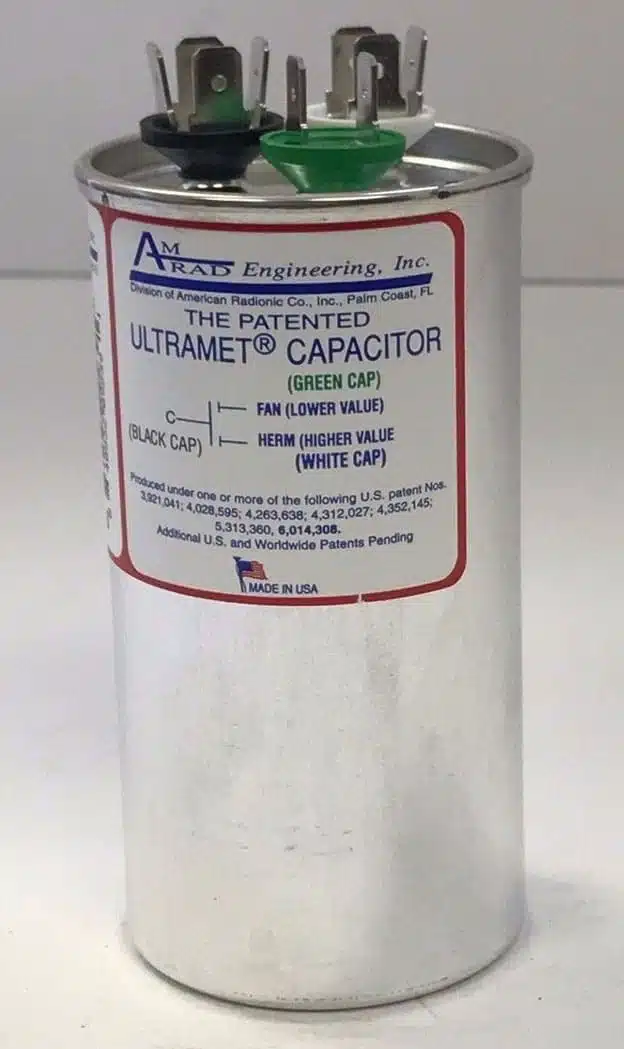 AM
RAD Engineering, Inc.
Division of American Radionic Co., Inc., Palm Coast, FL
THE PATENTED
ULTRAMET® CAPACITOR
(GREEN CAP)
FAN (LOWER VALUE)
C
(BLACK CAP)
HERM (HIGHER VALUE
(WHITE CAP)
Produced under one or more of the following U.S. patent Nos.
3,921,041; 4,028,595; 4,263,638; 4,312,027; 4,352,145;
5,313,360, 6,014,308.
Additional U.S. and Worldwide Patents Pending
MADE IN USA